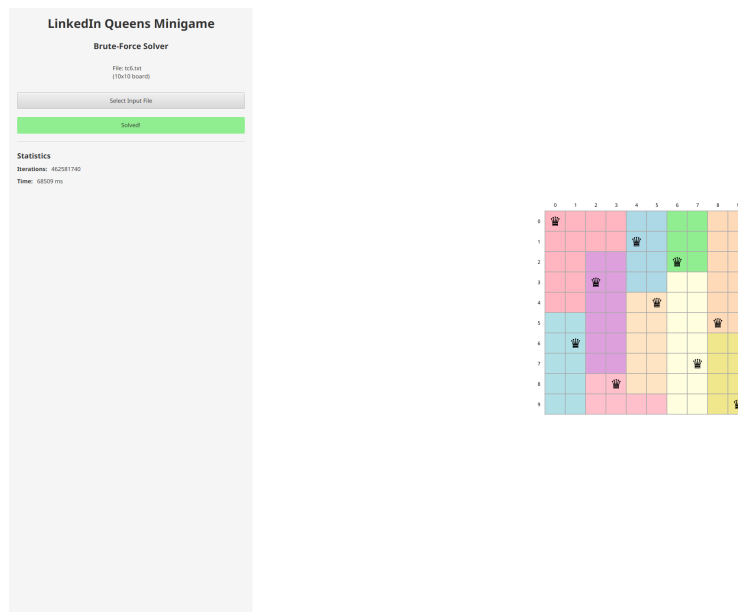 LinkedIn Queens Minigame
Brute-Force Solver
File: tc6.txt
(10x10 board)
Select Input File
Solved!
Statistics
Iterations: 462581740
Time: 68509 ms
0 1 2 3 4 5 6 7 8
0
1
2
3
4
5
6
7
8
9